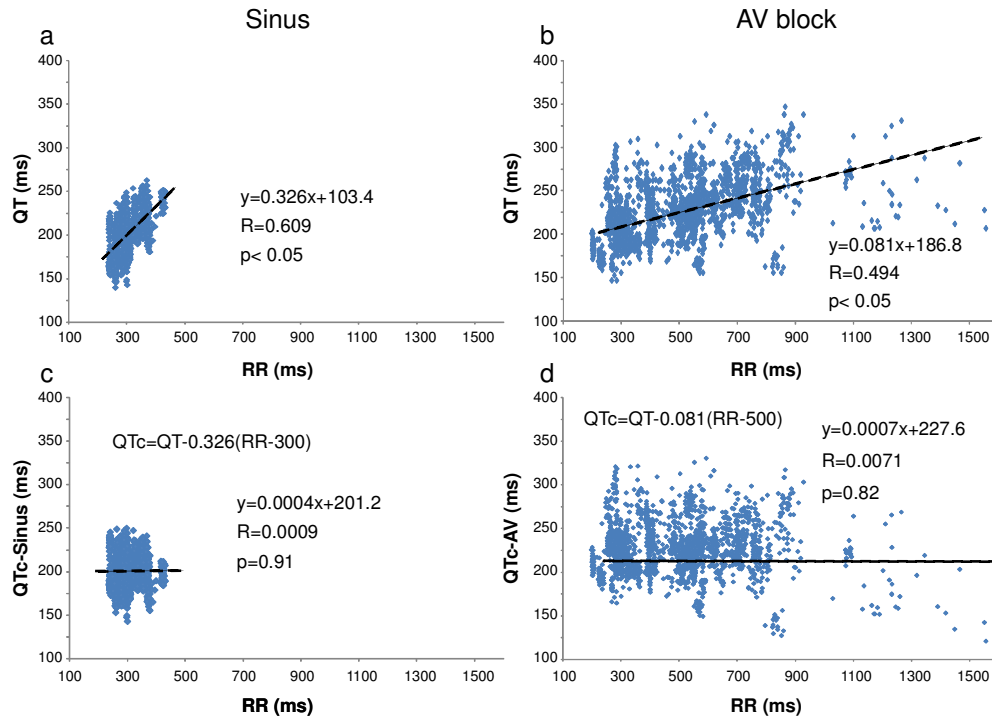 Sinus
AV block
a
400
350
300
250
200
150
100
QT (ms)
y=0.326x+103.4
R=0.609
p< 0.05
100 300 500 700 900 1100 1300 1500
RR (ms)
b
400
350
300
250
200
150
100
QT (ms)
y=0.081x+186.8
R=0.494
p< 0.05
100 300 500 700 900 1100 1300 1500
RR (ms)
c
400
350
300
250
200
150
100
QTc-Sinus (ms)
QTc=QT-0.326(RR-300)
y=0.0004x+201.2
R=0.0009
p=0.91
100 300 500 700 900 1100 1300 1500
RR (ms)
d
400
350
300
250
200
150
100
QTc-AV (ms)
QTc=QT-0.081(RR-500)
y=0.0007x+227.6
R=0.0071
p=0.82
100 300 500 700 900 1100 1300 1500
RR (ms)